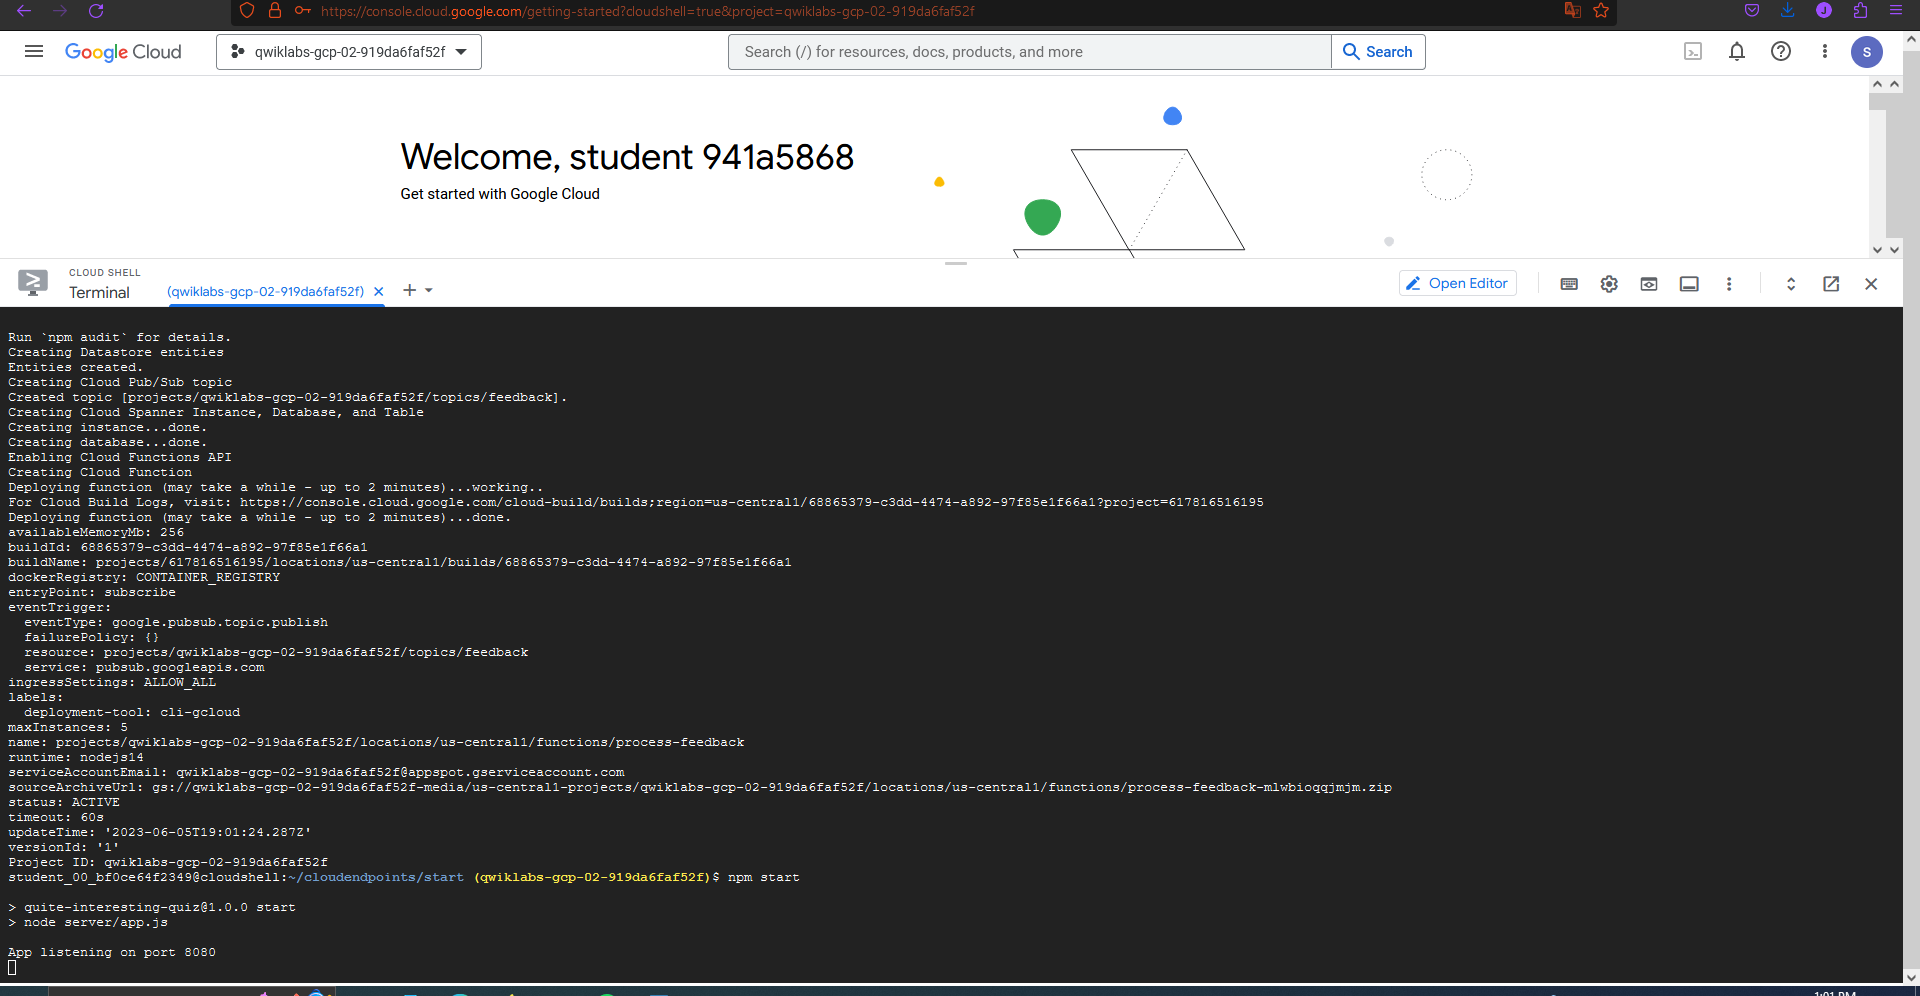 https://console.cloud.google.com/getting-started?cloudshell=true&project=qwiklabs-gcp-02-919da6faf52f
J
Google Cloud
qwiklabs-gcp-02-919da6faf52f
Search (/) for resources, docs, products, and more
Search
S
Welcome, student 941a5868
Get started with Google Cloud
CLOUD SHELL
Terminal
(qwiklabs-gcp-02-919da6faf52f)
Open Editor
Run `npm audit` for details.
Creating Datastore entities
Entities created.
Creating Cloud Pub/Sub topic
Created topic [projects/qwiklabs-gcp-02-919da6faf52f/topics/feedback].
Creating Cloud Spanner Instance, Database, and Table
Creating instance...done.
Creating database...done.
Enabling Cloud Functions API
Creating Cloud Function
Deploying function (may take a while - up to 2 minutes)...working..
For Cloud Build Logs, visit: https://console.cloud.google.com/cloud-build/builds;region=us-central1/68865379-c3dd-4474-a892-97f85e1f66a1?project=617816516195
Deploying function (may take a while - up to 2 minutes)...done.
availableMemoryMb: 256
buildId: 68865379-c3dd-4474-a892-97f85e1f66a1
buildName: projects/617816516195/locations/us-central1/builds/68865379-c3dd-4474-a892-97f85e1f66a1
dockerRegistry: CONTAINER_REGISTRY
entryPoint: subscribe
eventTrigger:
  eventType: google.pubsub.topic.publish
  failurePolicy: {}
  resource: projects/qwiklabs-gcp-02-919da6faf52f/topics/feedback
  service: pubsub.googleapis.com
ingressSettings: ALLOW_ALL
labels:
  deployment-tool: cli-gcloud
maxInstances: 5
name: projects/qwiklabs-gcp-02-919da6faf52f/locations/us-central1/functions/process-feedback
runtime: nodejs14
serviceAccountEmail: qwiklabs-gcp-02-919da6faf52f@appspot.gserviceaccount.com
sourceArchiveUrl: gs://qwiklabs-gcp-02-919da6faf52f-media/us-central1-projects/qwiklabs-gcp-02-919da6faf52f/locations/us-central1/functions/process-feedback-mlwbioqqjmjm.zip
status: ACTIVE
timeout: 60s
updateTime: '2023-06-05T19:01:24.287Z'
versionId: '1'
Project ID: qwiklabs-gcp-02-919da6faf52f
student_00_bf0ce64f2349@cloudshell:~/cloudendpoints/start (qwiklabs-gcp-02-919da6faf52f)$ npm start
> quite-interesting-quiz@1.0.0 start
> node server/app.js
App listening on port 8080
1:01 PM